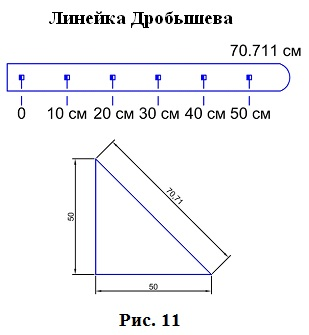 Линейка Дробышева
70.711 см
0 10 см 20 см 30 см 40 см 50 см
70.71
50
50
Рис. 11